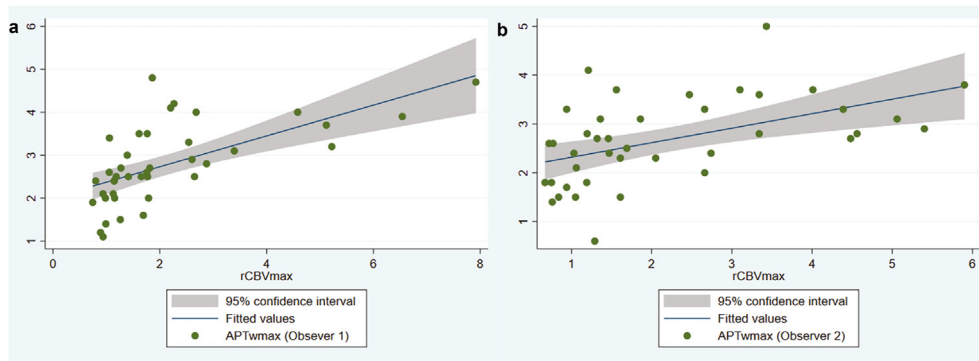 a
6
5
4
3
2
1
0 2 4 6 8
rCBVmax
95% confidence interval
Fitted values
APTwmax (Obsever 1)
b
5
4
3
2
1
1 2 3 4 5 6
rCBVmax
95% confidence interval
Fitted values
APTwmax (Observer 2)